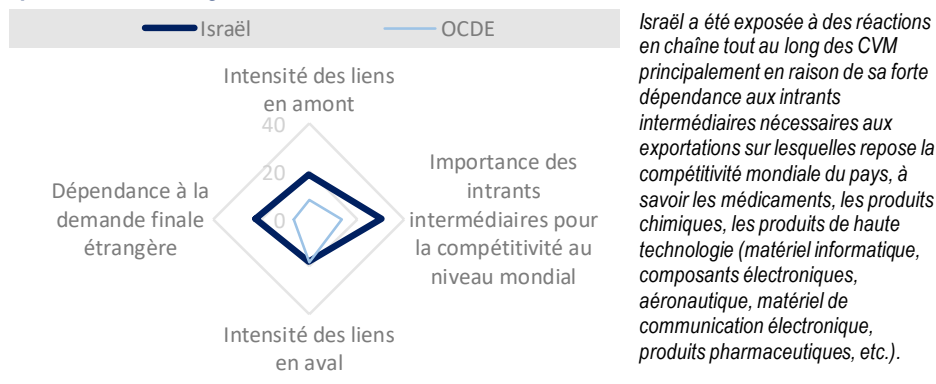 Israël
OCDE
Intensité des liens
en amont
40
20
0
Importance des
intrants
intermédiaires pour
la compétitivité au
niveau mondial
Dépendance à la
demande finale
étrangère
Intensité des liens
en aval
Israël a été exposée à des réactions
en chaîne tout au long des CVM
principalement en raison de sa forte
dépendance aux intrants
intermédiaires nécessaires aux
exportations sur lesquelles repose la
compétitivité mondiale du pays, à
savoir les médicaments, les produits
chimiques, les produits de haute
technologie (matériel informatique,
composants électroniques,
aéronautique, matériel de
communication électronique,
produits pharmaceutiques, etc.).